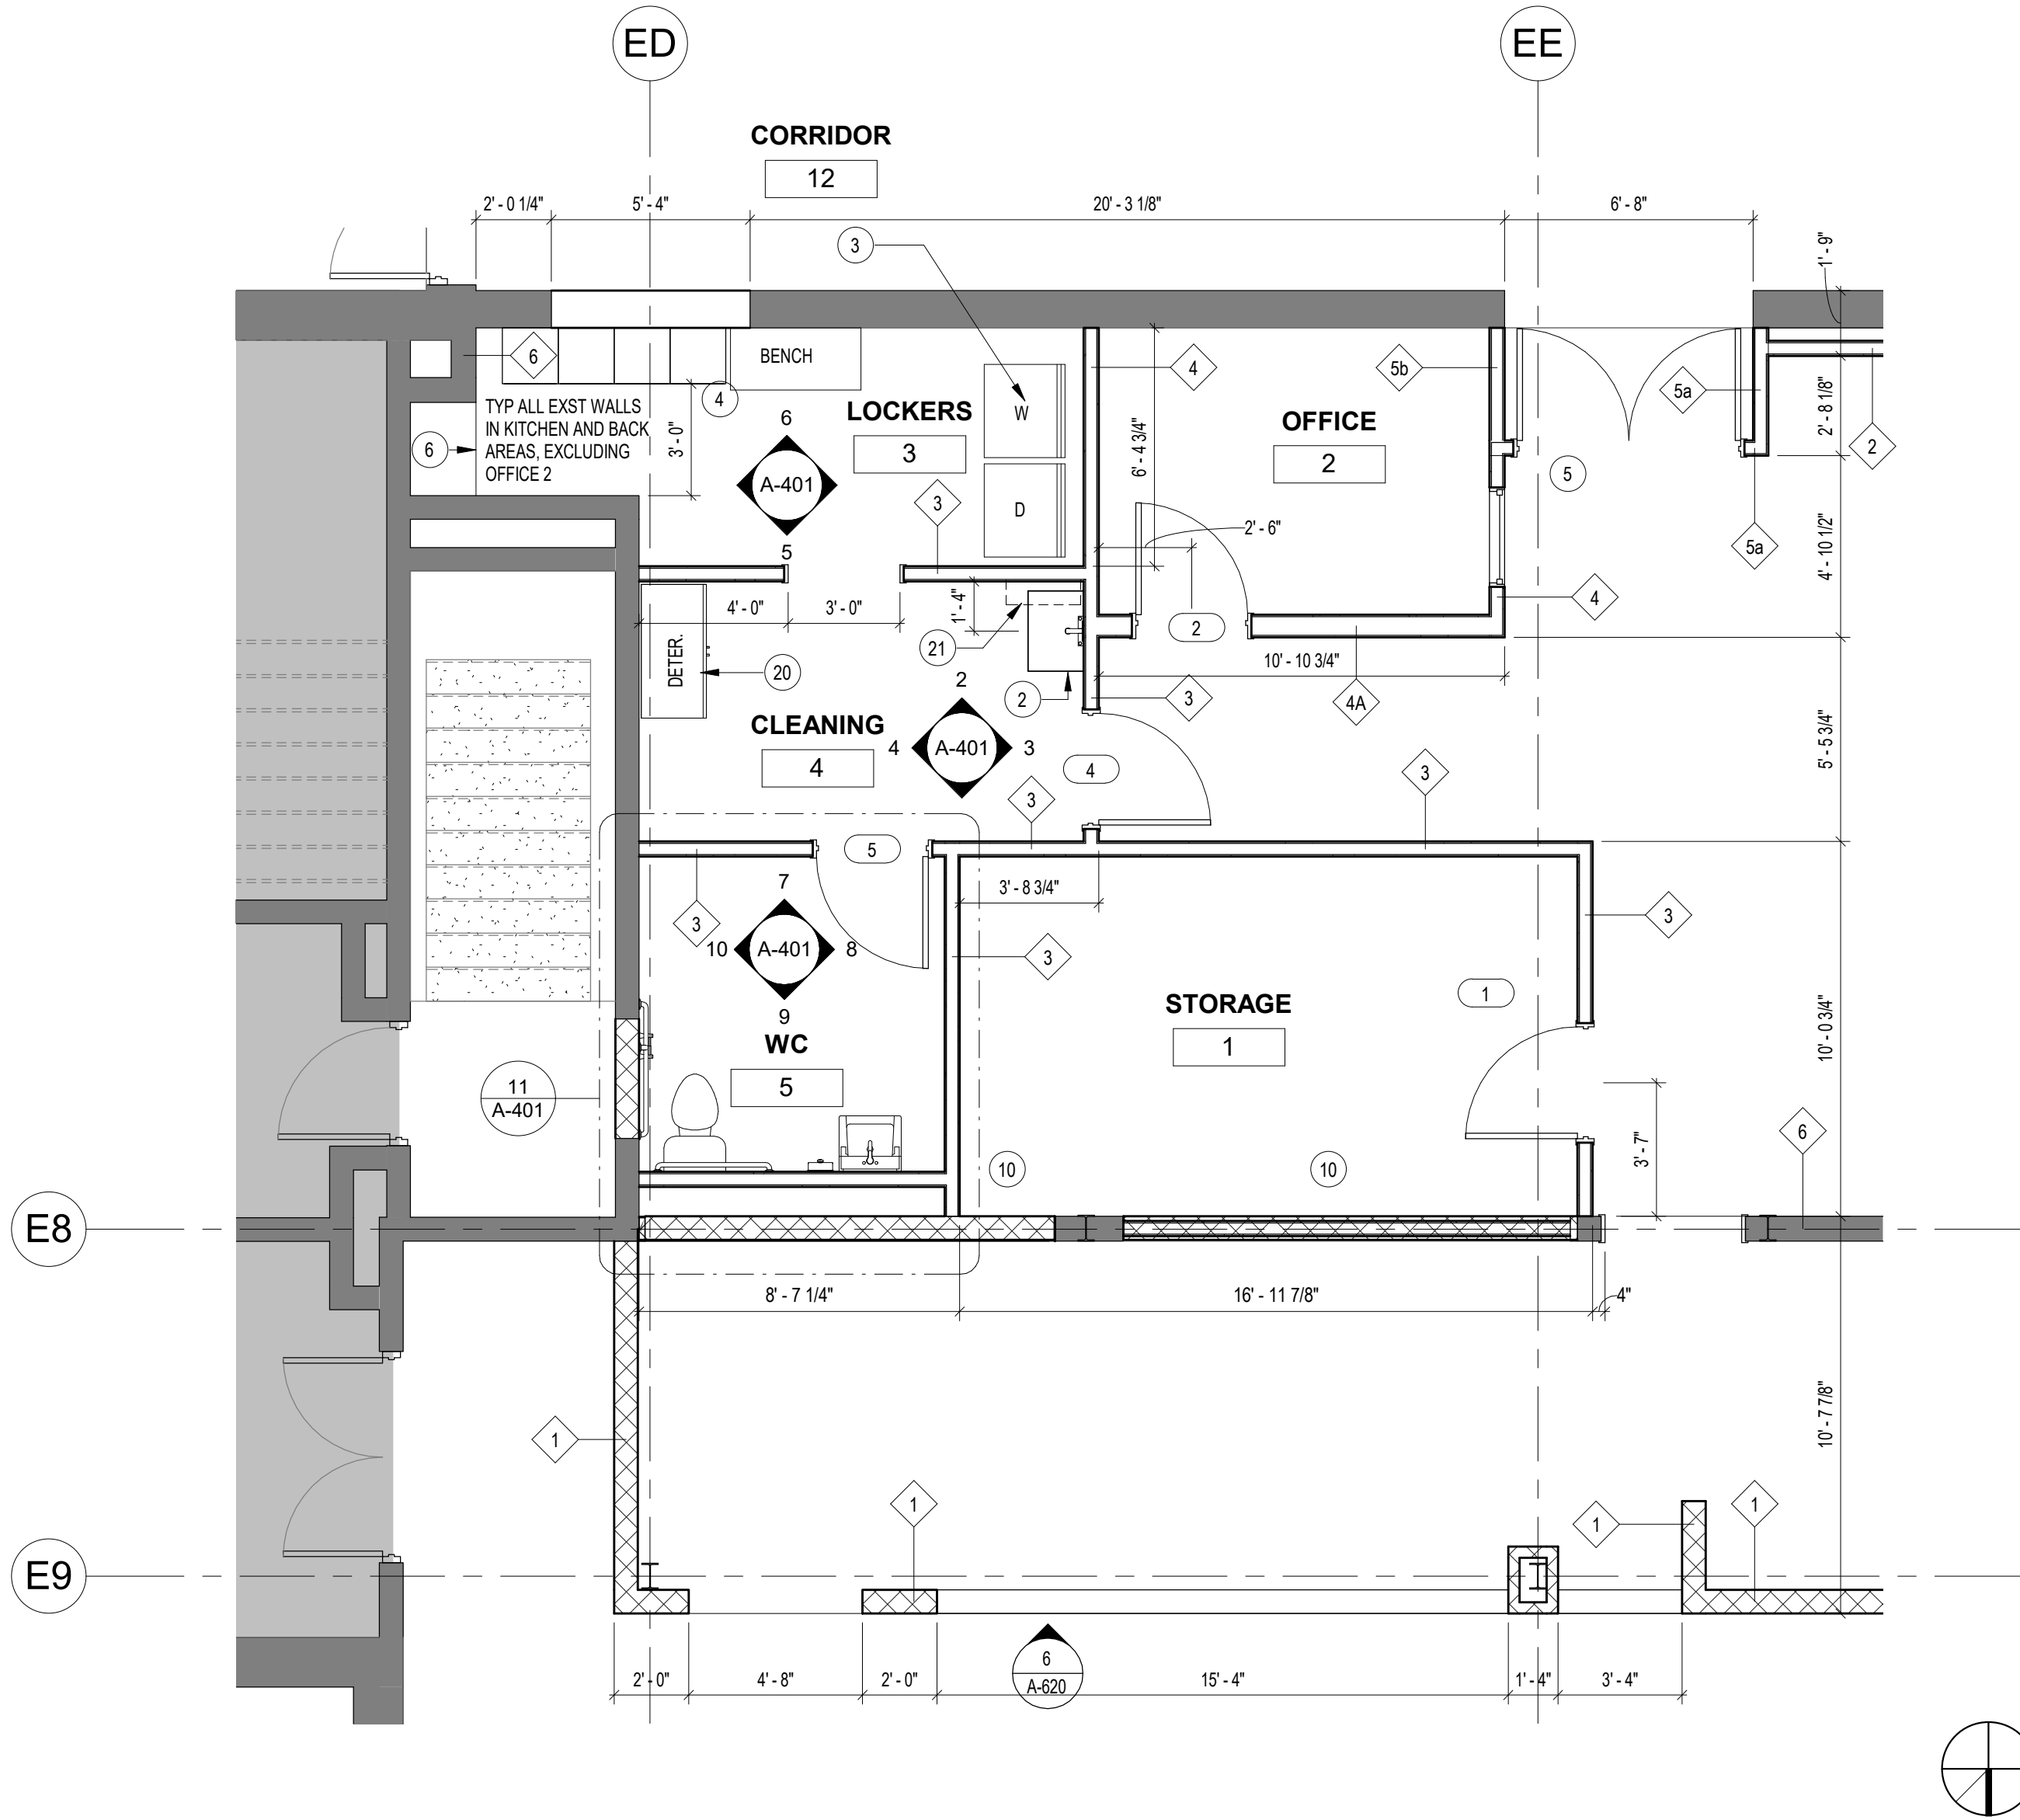 ED
EE
CORRIDOR
12
2' - 0 1/4"
5' - 4"
20' - 3 1/8"
6' - 8"
3
1' - 9"
6
BENCH
4
5b
5a
2
2' - 8 1/8"
TYP ALL EXST WALLS
IN KITCHEN AND BACK
AREAS, EXCLUDING
OFFICE 2
6
4
3' - 0"
6
A-401
5
LOCKERS
3
W
D
3
6' - 4 3/4"
OFFICE
2
2' - 6"
5
5a
4' - 10 1/2"
4
4' - 0"
3' - 0"
1' - 4"
2
DETER.
20
21
2
3
10' - 10 3/4"
4A
CLEANING
4
2
4
A-401
3
4
3
3
5' - 5 3/4"
5
3' - 8 3/4"
3
7
10
A-401
8
9
3
3
WC
5
STORAGE
1
1
10' - 0 3/4"
11
A-401
10
10
3' - 7"
6
E8
8' - 7 1/4"
16' - 11 7/8"
4"
10' - 7 7/8"
1
1
1
1
E9
2' - 0"
4' - 8"
2' - 0"
6
A-620
15' - 4"
1' - 4"
3' - 4"